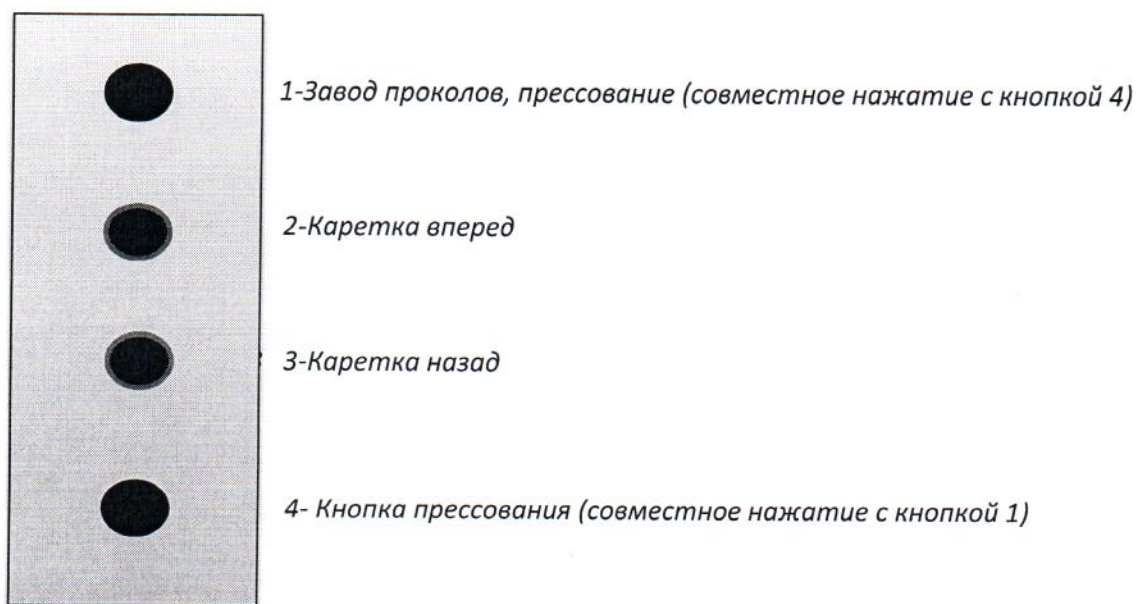 1-Завод проколов, прессование (совместное нажатие с кнопкой 4)
2-Каретка вперед
3-Каретка назад
4- Кнопка прессования (совместное нажатие с кнопкой 1)